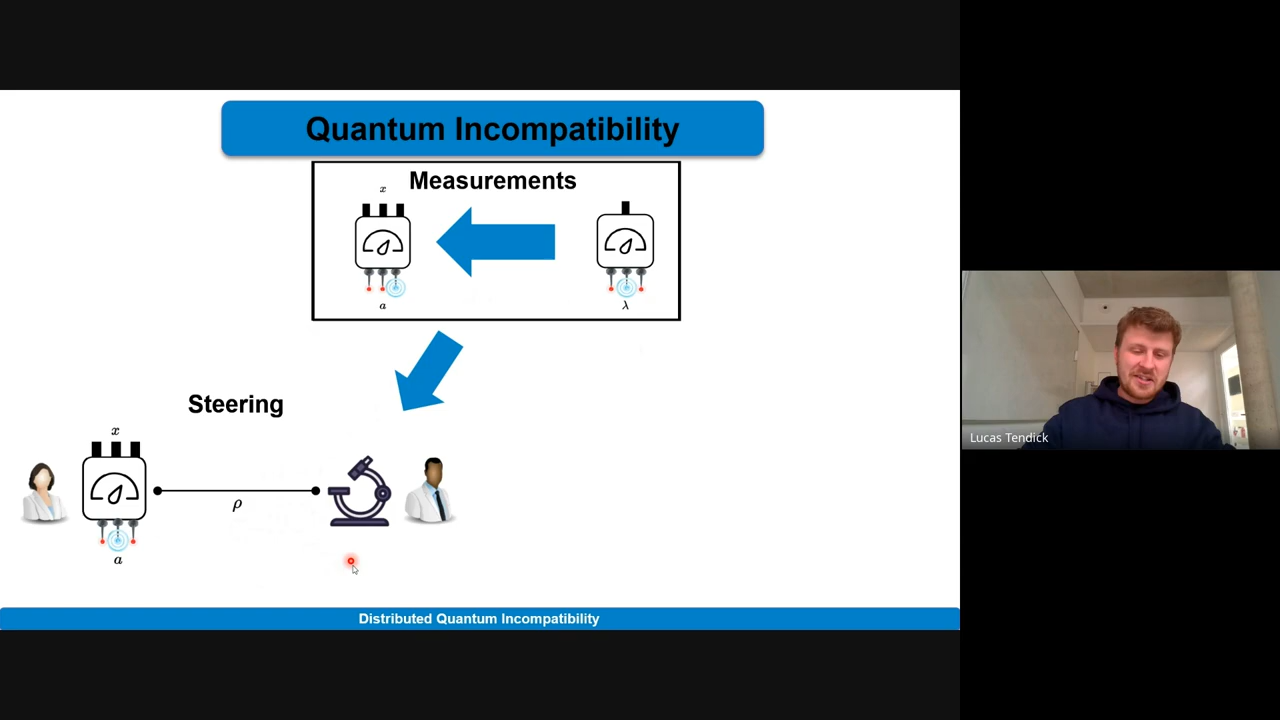 Quantum Incompatibility
Measurements
x
a
λ
Steering
x
ρ
a
Distributed Quantum Incompatibility
Lucas Tendick